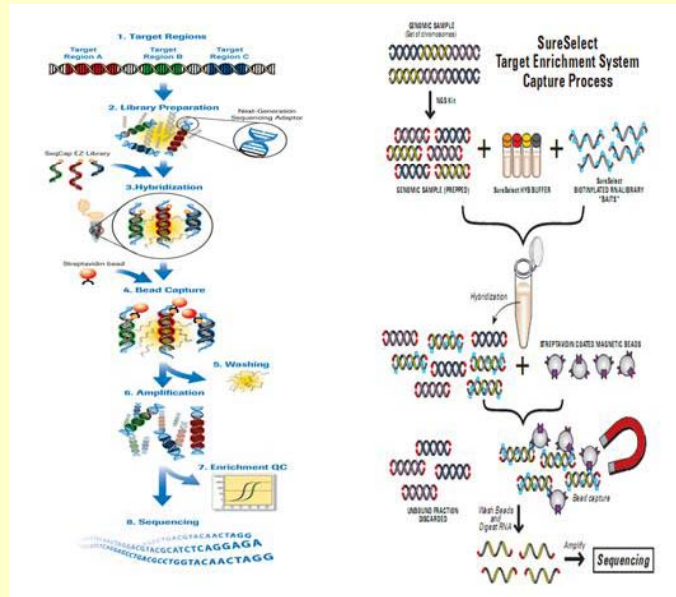 1. Target Regions
Target
Region A
Target
Region B
Target
Region C
2. Library Preparation
Next-Generation
Sequencing Adaptor
SeqCap EZ Library
3.Hybridization
Streptavidin bead
4. Bead Capture
5. Washing
6. Amplification
7. Enrichment QC
8. Sequencing
GENOMIC SAMPLE
(Set of chromosomes)
SureSelect
Target Enrichment System
Capture Process
NGS Kit
GENOMIC SAMPLE (PREPPED)
SureSelect HYB BUFFER
SureSelect
BIOTINYLATED RNA LIBRARY
"BAITS"
Hybridization
STREPTAVIDIN COATED MAGNETIC BEADS
UNBOUND FRACTION
DISCARDED
Bead capture
Wash Beads
and
Digest RNA
Amplify
Sequencing